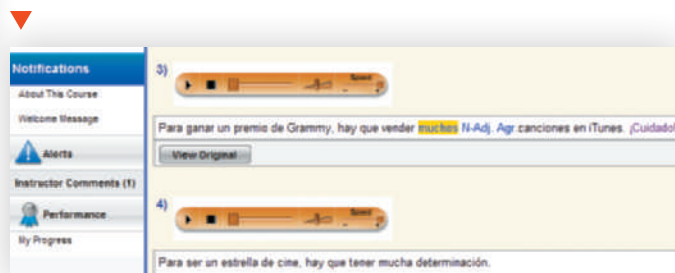 Notifications
About This Course
Welcome Message
Alerts
Instructor Comments (1)
Performance
My Progress
3)
Speed
Para ganar un premio de Grammy, hay que vender muchos N-Adj. Agr.canciones en iTunes. ¡Cuidado!
View Original
4)
Speed
Para ser un estrella de cine, hay que tener mucha determinación.